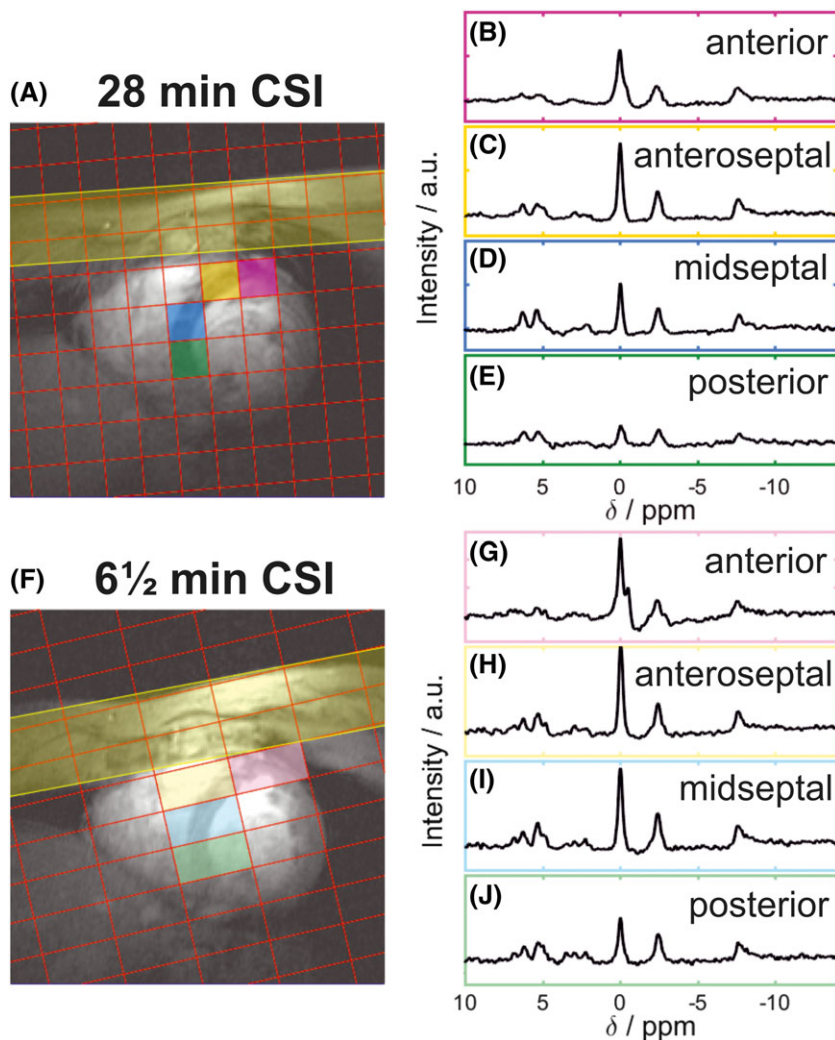 (A) 28 min CSI
(B) anterior
(C) anteroseptal
(D) midseptal
(E) posterior
Intensity / a.u.
10 5 0 -5 -10
δ / ppm
(F) 6½ min CSI
(G) anterior
(H) anteroseptal
(I) midseptal
(J) posterior
Intensity / a.u.
10 5 0 -5 -10
δ / ppm